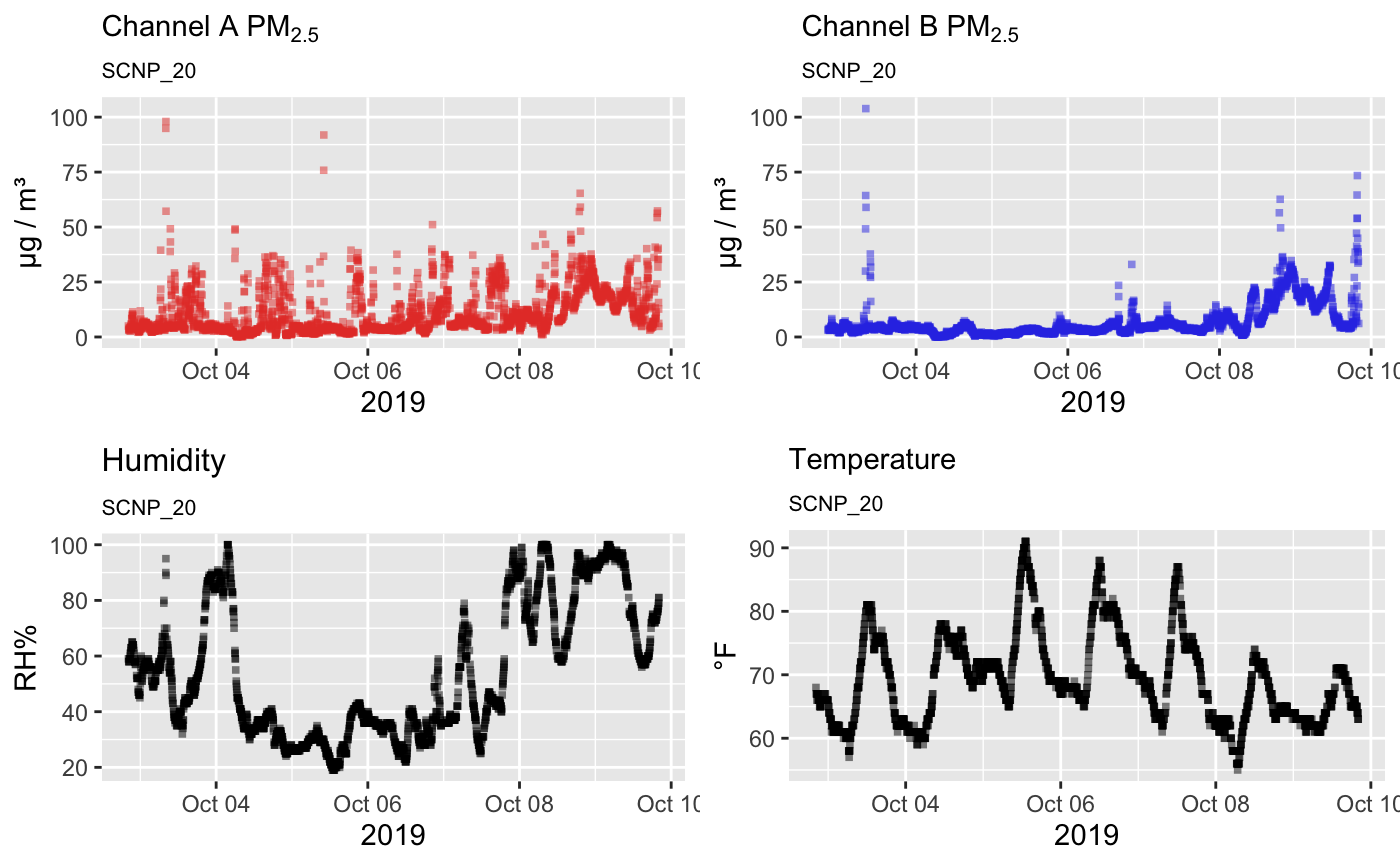 Channel A PM2.5
SCNP_20
100
75
50
25
0
µg / m³
Oct 04 Oct 06 Oct 08 Oct 10
2019
Channel B PM2.5
SCNP_20
100
75
50
25
0
µg / m³
Oct 04 Oct 06 Oct 08 Oct 10
2019
Humidity
SCNP_20
100
80
60
40
20
RH%
Oct 04 Oct 06 Oct 08 Oct 10
2019
Temperature
SCNP_20
90
80
70
60
°F
Oct 04 Oct 06 Oct 08 Oct 10
2019